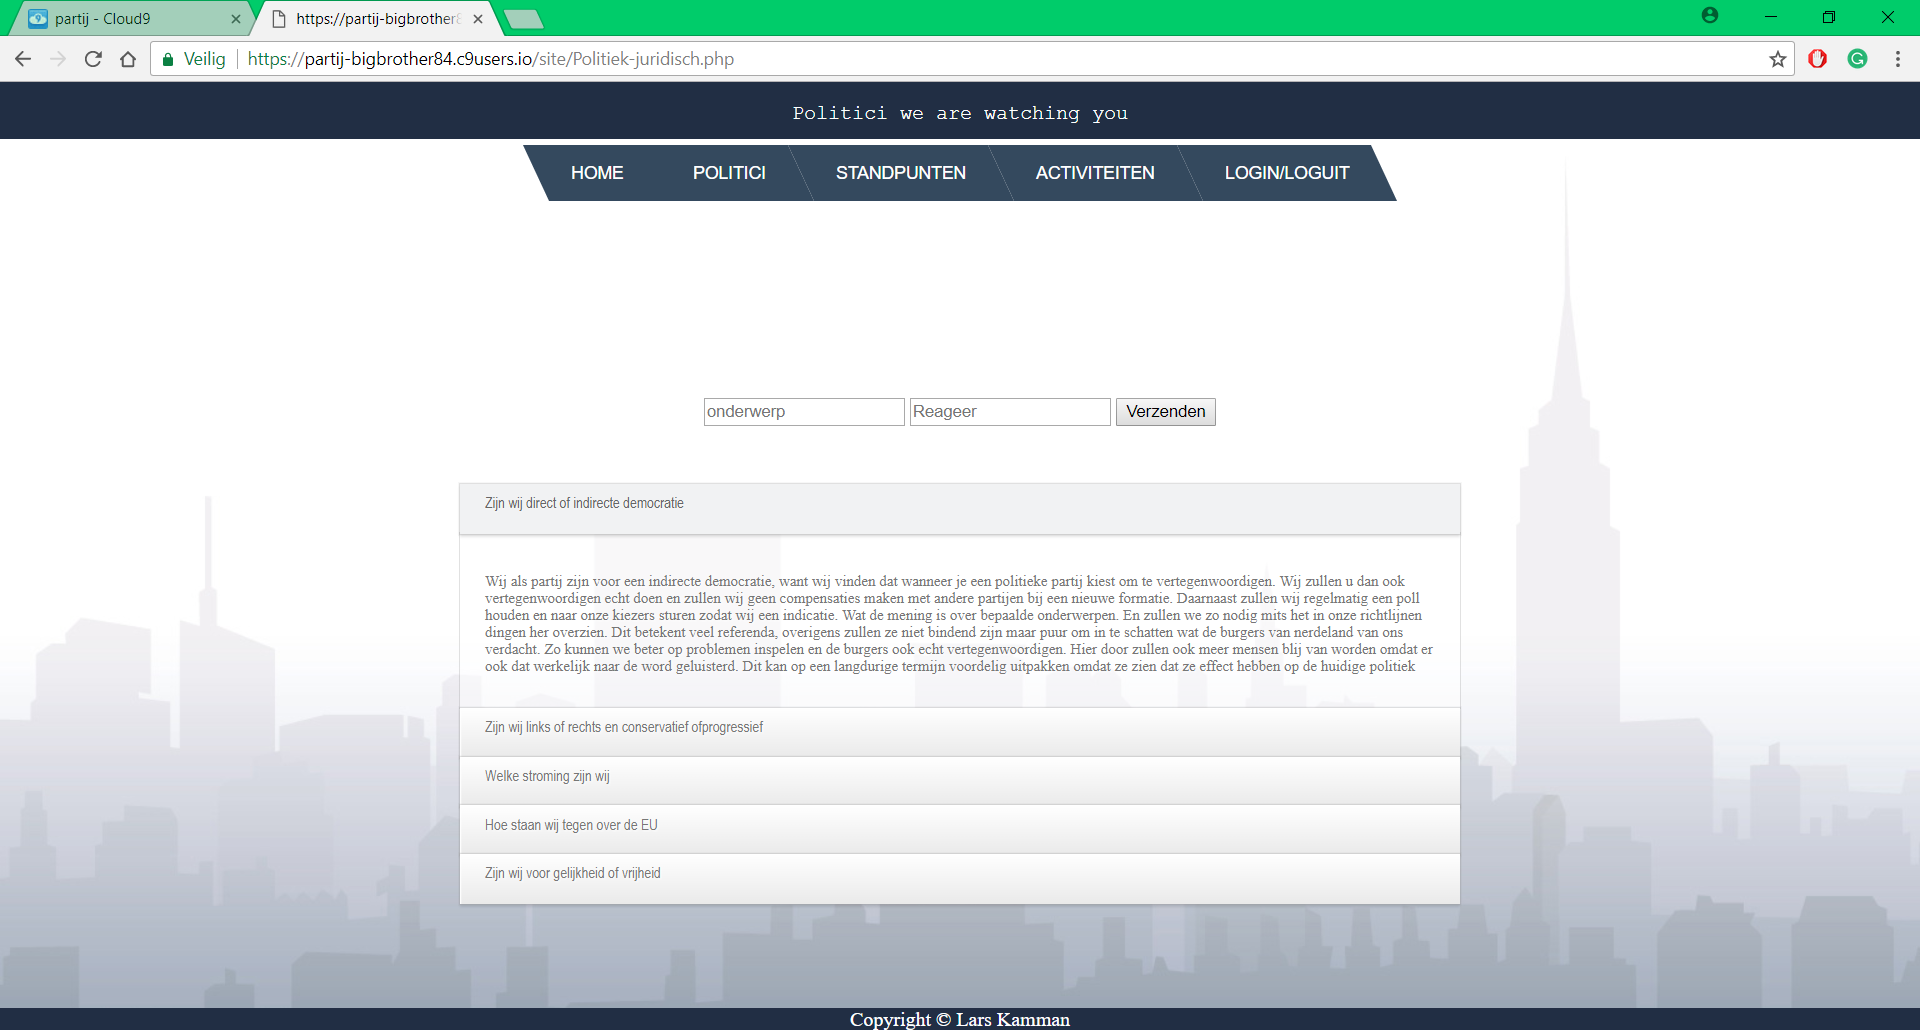 partij - Cloud9
https://partij-bigbrother8
Veilig
https://partij-bigbrother84.c9users.io/site/Politiek-juridisch.php
Politici we are watching you
HOME POLITICI STANDPUNTEN ACTIVITEITEN LOGIN/LOGUIT
onderwerp Reageer Verzenden
Zijn wij direct of indirecte democratie
Wij als partij zijn voor een indirecte democratie, want wij vinden dat wanneer je een politieke partij kiest om te vertegenwoordigen. Wij zullen u dan ook
vertegenwoordigen echt doen en zullen wij geen compensaties maken met andere partijen bij een nieuwe formatie. Daarnaast zullen wij regelmatig een poll
houden en naar onze kiezers sturen zodat wij een indicatie. Wat de mening is over bepaalde onderwerpen. En zullen we zo nodig mits het in onze richtlijnen
dingen her overzien. Dit betekent veel referenda, overigens zullen ze niet bindend zijn maar puur om in te schatten wat de burgers van nerdeland van ons
verdacht. Zo kunnen we beter op problemen inspelen en de burgers ook echt vertegenwoordigen. Hier door zullen ook meer mensen blij van worden omdat er
ook dat werkelijk naar de word geluisterd. Dit kan op een langdurige termijn voordelig uitpakken omdat ze zien dat ze effect hebben op de huidige politiek
Zijn wij links of rechts en conservatief ofprogressief
Welke stroming zijn wij
Hoe staan wij tegen over de EU
Zijn wij voor gelijkheid of vrijheid
Copyright © Lars Kamman